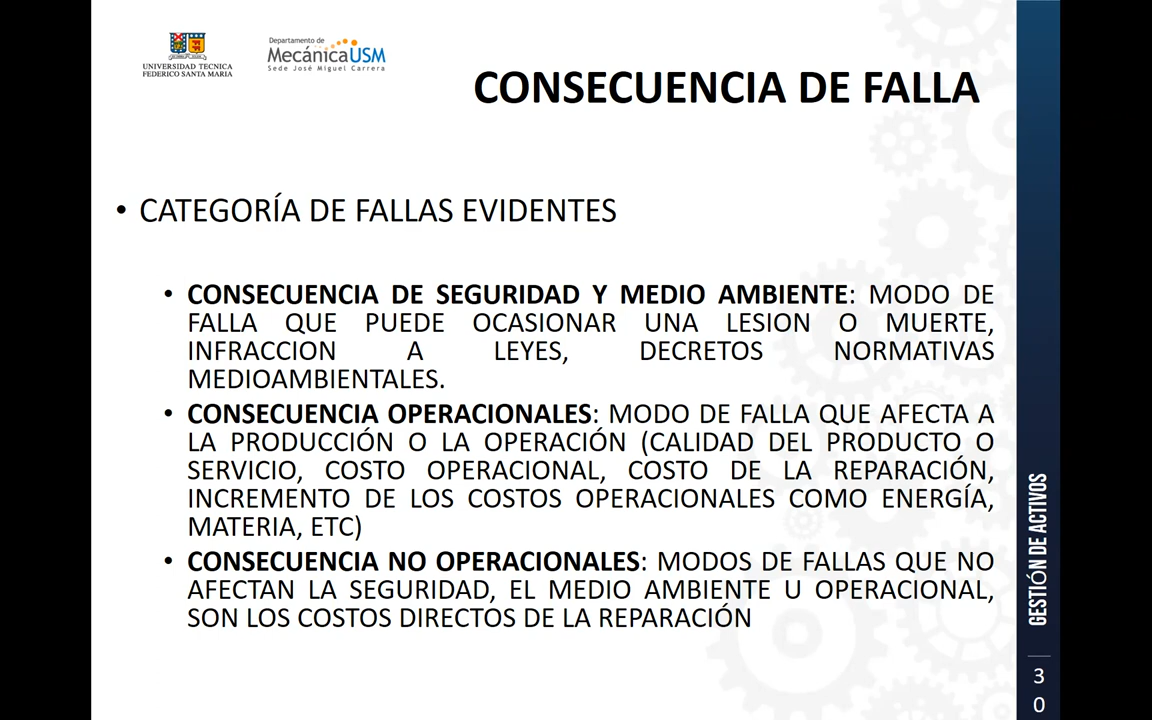 UNIVERSIDAD TECNICA
FEDERICO SANTA MARIA
Departamento de
MecánicaUSM
Sede José Miguel Carrera
CONSECUENCIA DE FALLA
• CATEGORÍA DE FALLAS EVIDENTES
• CONSECUENCIA DE SEGURIDAD Y MEDIO AMBIENTE: MODO DE
FALLA QUE PUEDE OCASIONAR UNA LESION O MUERTE,
INFRACCION A LEYES, DECRETOS NORMATIVAS
MEDIOAMBIENTALES.
• CONSECUENCIA OPERACIONALES: MODO DE FALLA QUE AFECTA A
LA PRODUCCIÓN O LA OPERACIÓN (CALIDAD DEL PRODUCTO O
SERVICIO, COSTO OPERACIONAL, COSTO DE LA REPARACIÓN,
INCREMENTO DE LOS COSTOS OPERACIONALES COMO ENERGÍA,
MATERIA, ETC)
• CONSECUENCIA NO OPERACIONALES: MODOS DE FALLAS QUE NO
AFECTAN LA SEGURIDAD, EL MEDIO AMBIENTE U OPERACIONAL,
SON LOS COSTOS DIRECTOS DE LA REPARACIÓN
GESTIÓN DE ACTIVOS
3
0